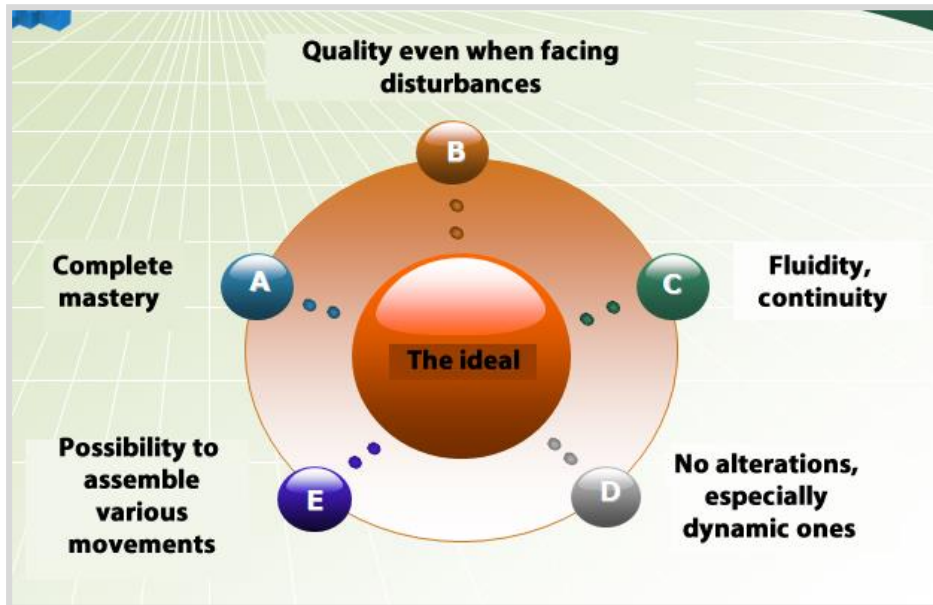 Quality even when facing
disturbances
B
Complete
mastery
A
C
Fluidity,
continuity
The ideal
Possibility to
assemble
various
movements
E
D
No alterations,
especially
dynamic ones